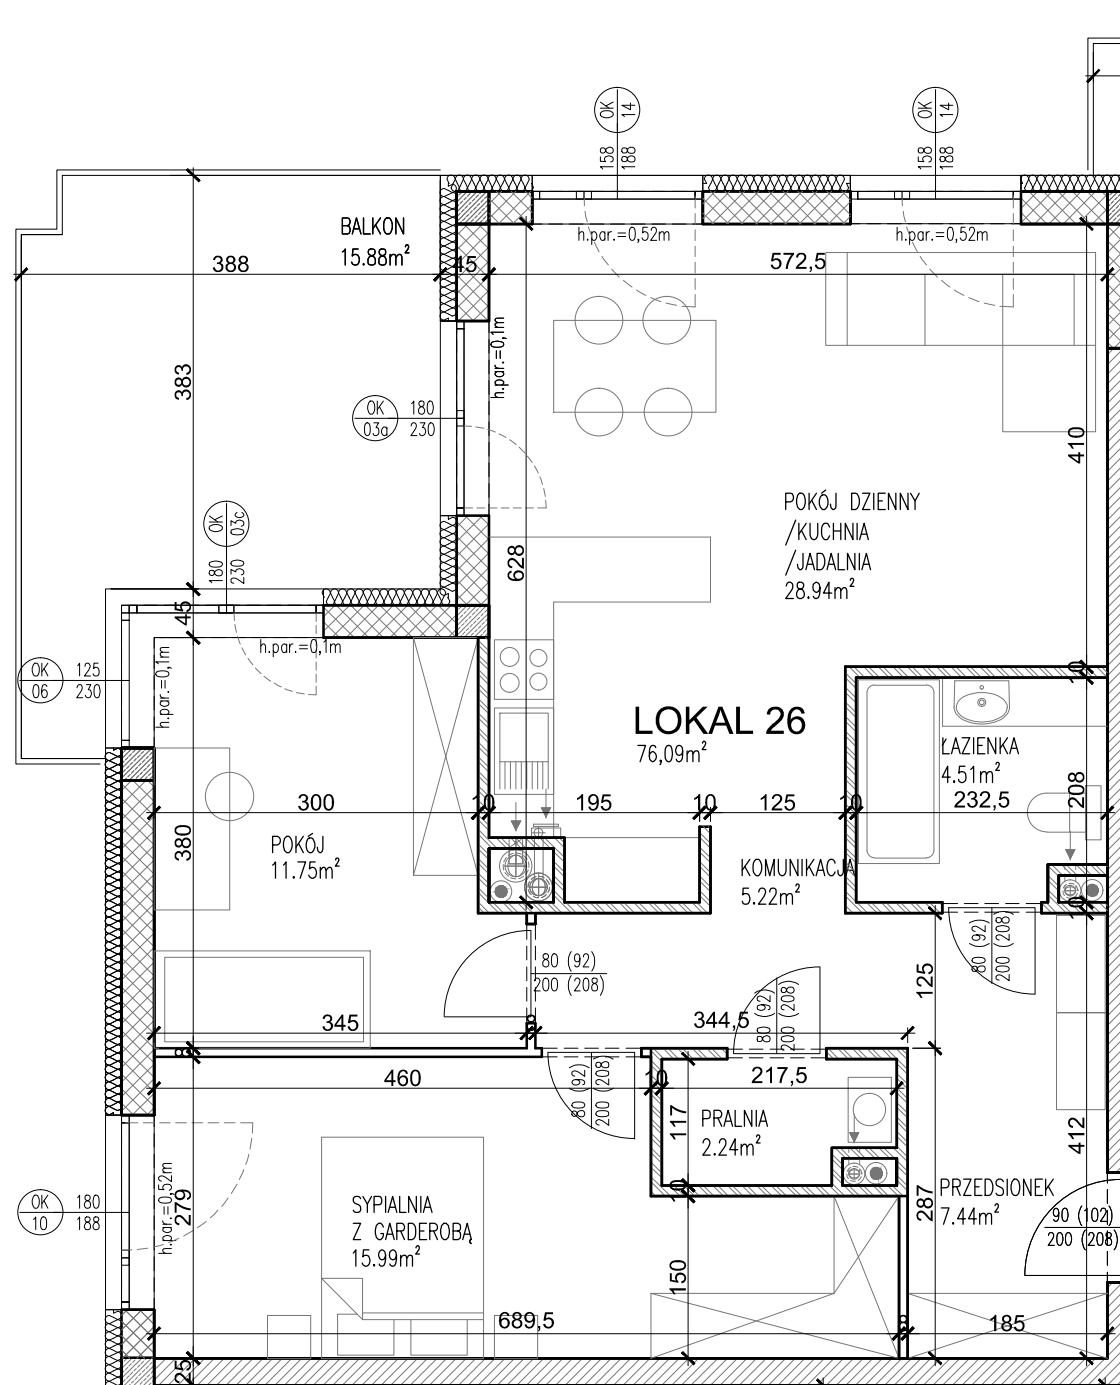 OK
14
158
188
OK
14
158
188
BALKON
15.88m²
h.par.=0,52m
h.par.=0,52m
388
45
572,5
383
h.par.=0,1m
OK
03a
180
230
410
POKÓJ DZIENNY
/KUCHNIA
/JADALNIA
28.94m²
OK
03c
180
230
628
45
h.par.=0,1m
OK
06
125
230
h.par.=0,1m
10
LOKAL 26
76,09m²
ŁAZIENKA
4.51m²
300
10
195
10
125
10
232,5
208
380
POKÓJ
11.75m²
KOMUNIKACJA
5.22m²
10
80 (92)
200 (208)
80 (92)
200 (208)
125
80 (92)
200 (208)
345
8
344,5
8
80 (92)
200 (208)
460
10
217,5
117
PRALNIA
2.24m²
412
10
OK
10
180
188
h.par.=0,52m
279
SYPIALNIA
Z GARDEROBĄ
15.99m²
287
PRZEDSIONEK
7.44m²
90 (102)
200 (208)
150
689,5
8
185
25